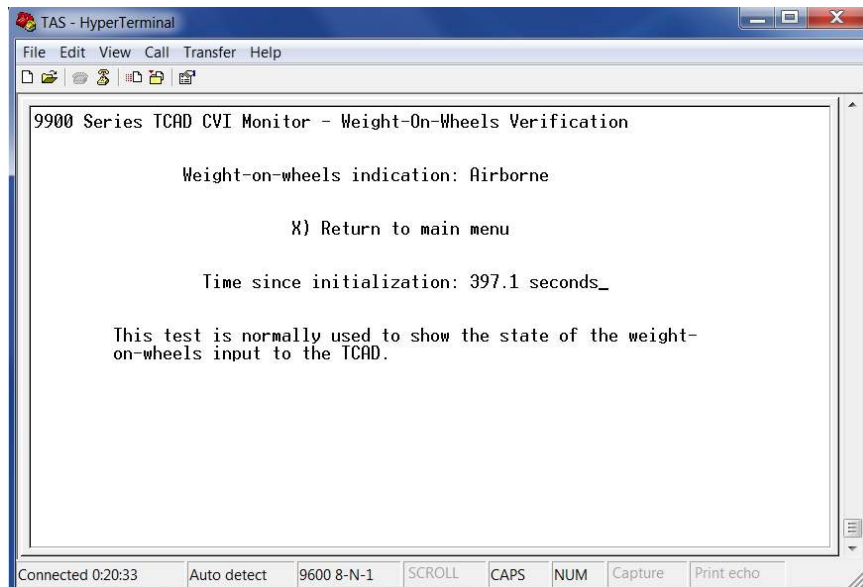 TAS - HyperTerminal
File Edit View Call Transfer Help
9900 Series TCAD CVI Monitor - Weight-On-Wheels Verification
Weight-on-wheels indication: Airborne
X) Return to main menu
Time since initialization: 397.1 seconds_
This test is normally used to show the state of the weight-
on-wheels input to the TCAD.
Connected 0:20:33 Auto detect 9600 8-N-1 SCROLL CAPS NUM Capture Print echo